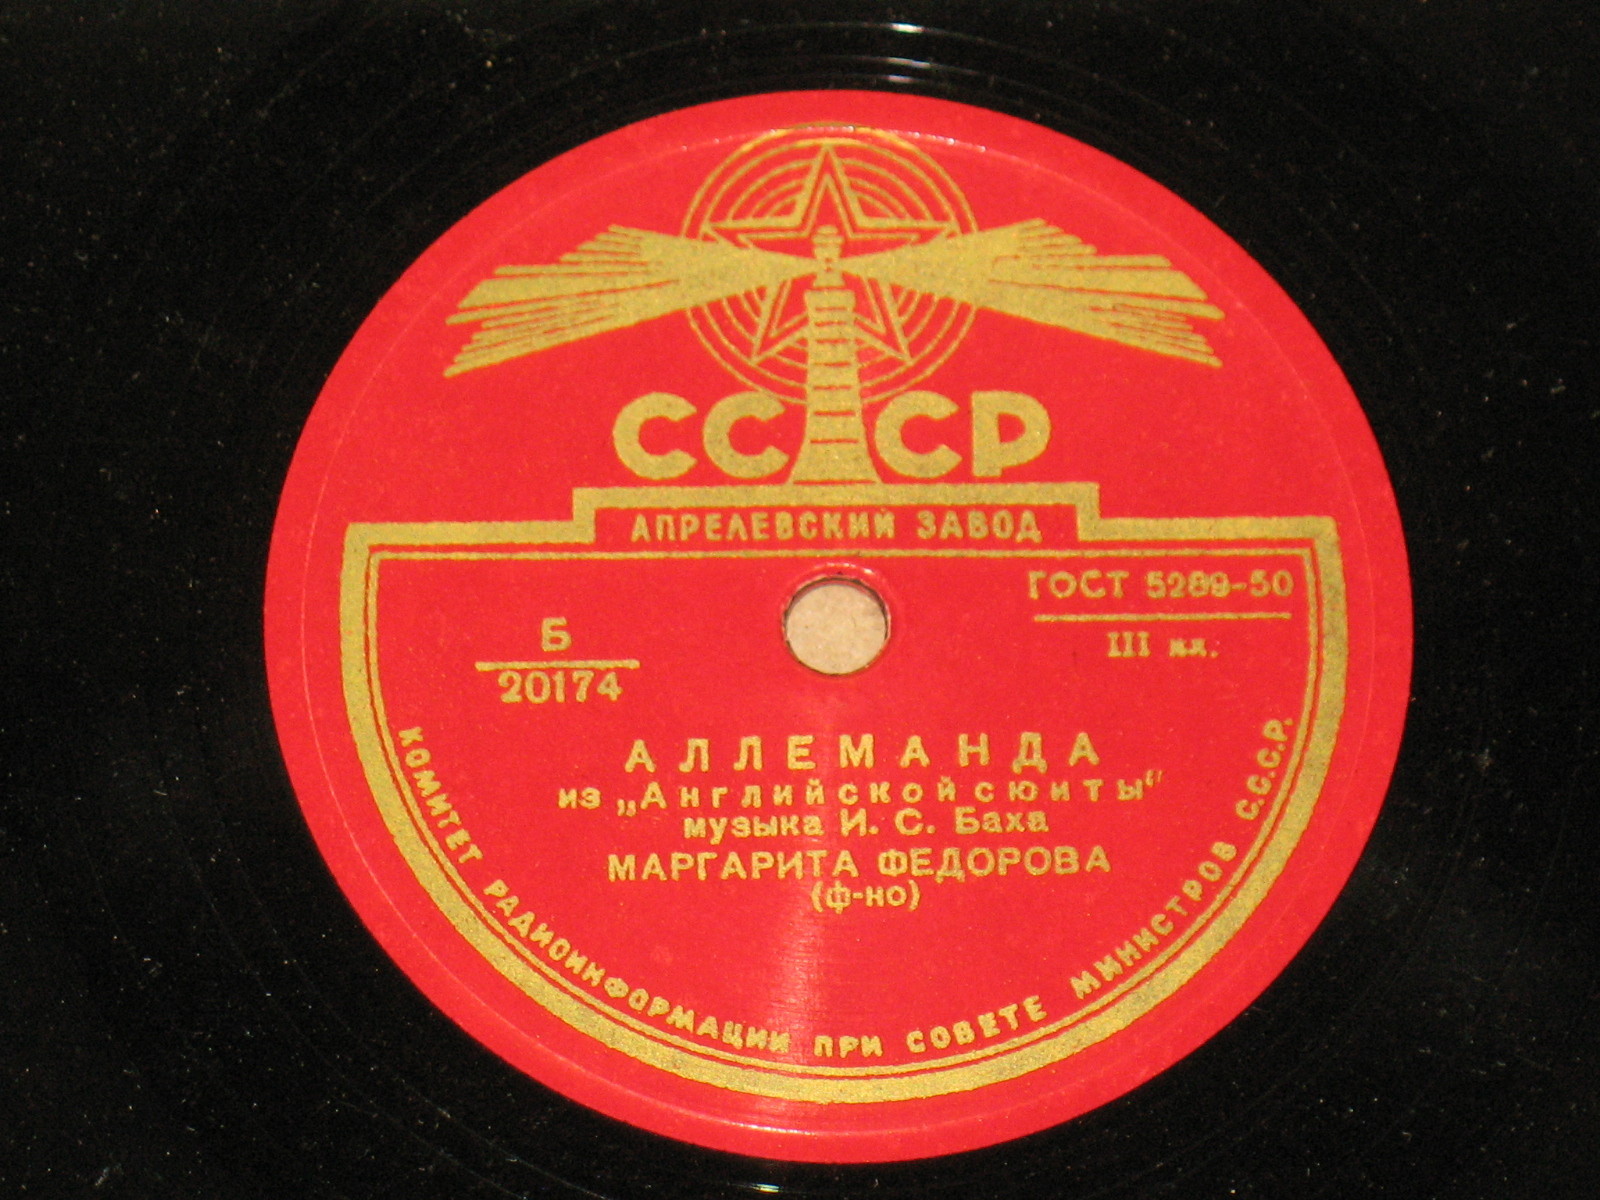 СССР
АПРЕЛЕВСКИЙ ЗАВОД
ГОСТ 5289-50
III кл.
Б
20174
АЛЛЕМАНДА
из „Английской сюиты"
музыка И. С. Баха
МАРГАРИТА ФЕДОРОВА
(ф-но)
КОМИТЕТ РАДИОИНФОРМАЦИИ ПРИ СОВЕТЕ МИНИСТРОВ С.С.С.Р.